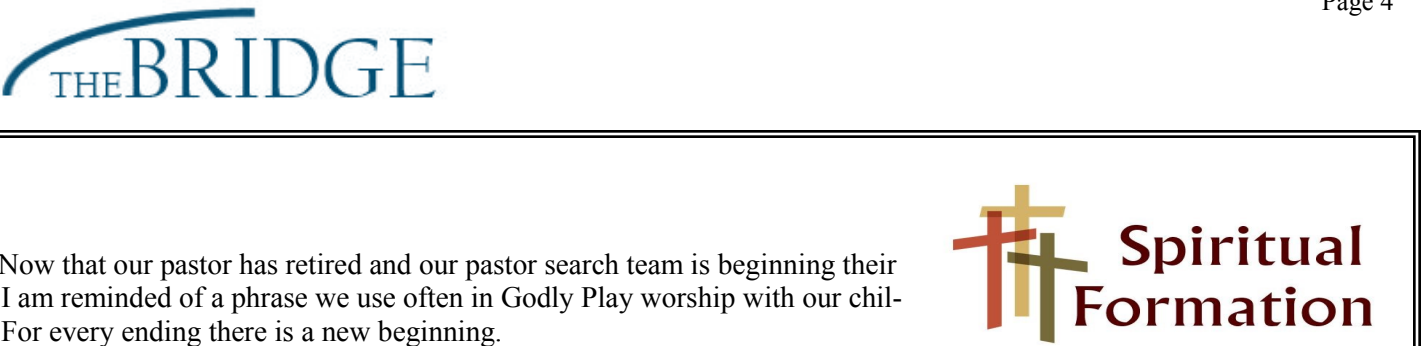 Page 4
THE BRIDGE
Now that our pastor has retired and our pastor search team is beginning their
I am reminded of a phrase we use often in Godly Play worship with our chil-
For every ending there is a new beginning.
Spiritual
Formation